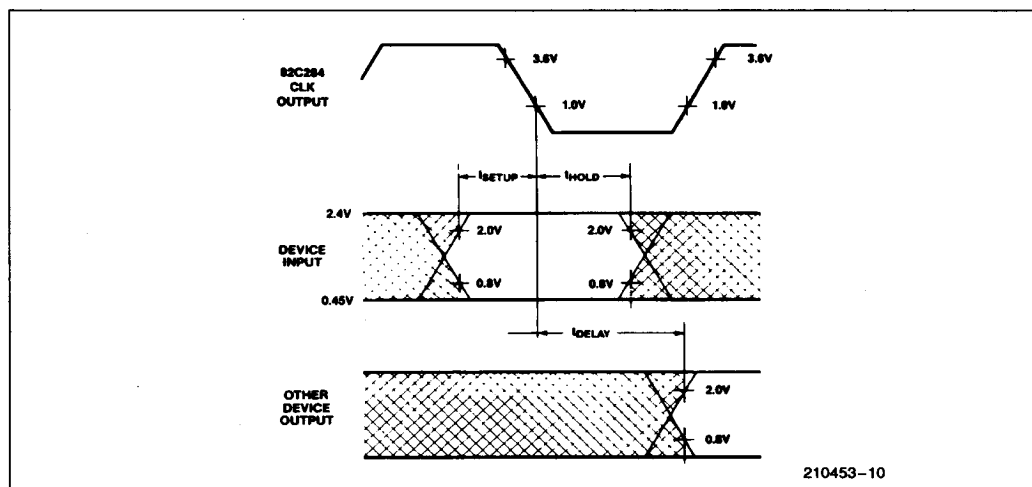 82C284
CLK
OUTPUT
3.6V
3.6V
1.0V
1.0V
tSETUP
tHOLD
2.4V
DEVICE
INPUT
0.45V
2.0V
2.0V
0.8V
0.8V
tDELAY
OTHER
DEVICE
OUTPUT
2.0V
0.8V
210453-10